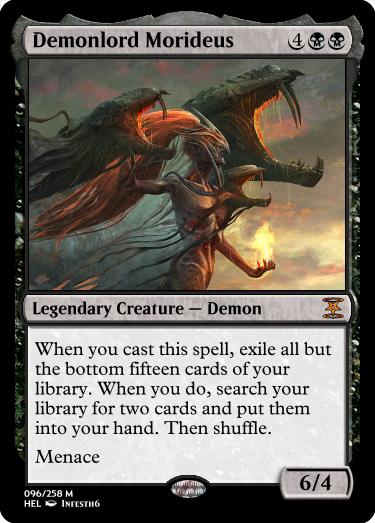 Demonlord Morideus 4
Legendary Creature — Demon
When you cast this spell, exile all but
the bottom fifteen cards of your
library. When you do, search your
library for two cards and put them
into your hand. Then shuffle.
Menace
6/4
096/258 M
HEL Infesth6